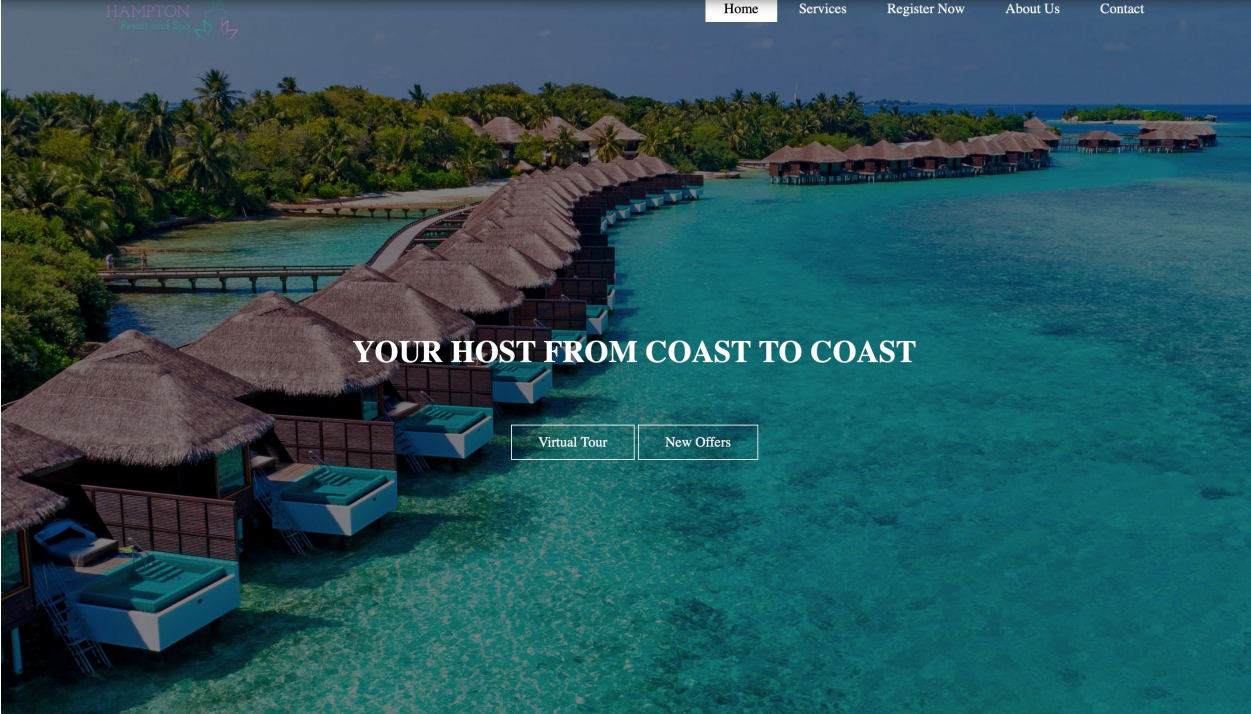 HAMPTON
Resort and Spa
Home Services Register Now About Us Contact
YOUR HOST FROM COAST TO COAST
Virtual Tour New Offers